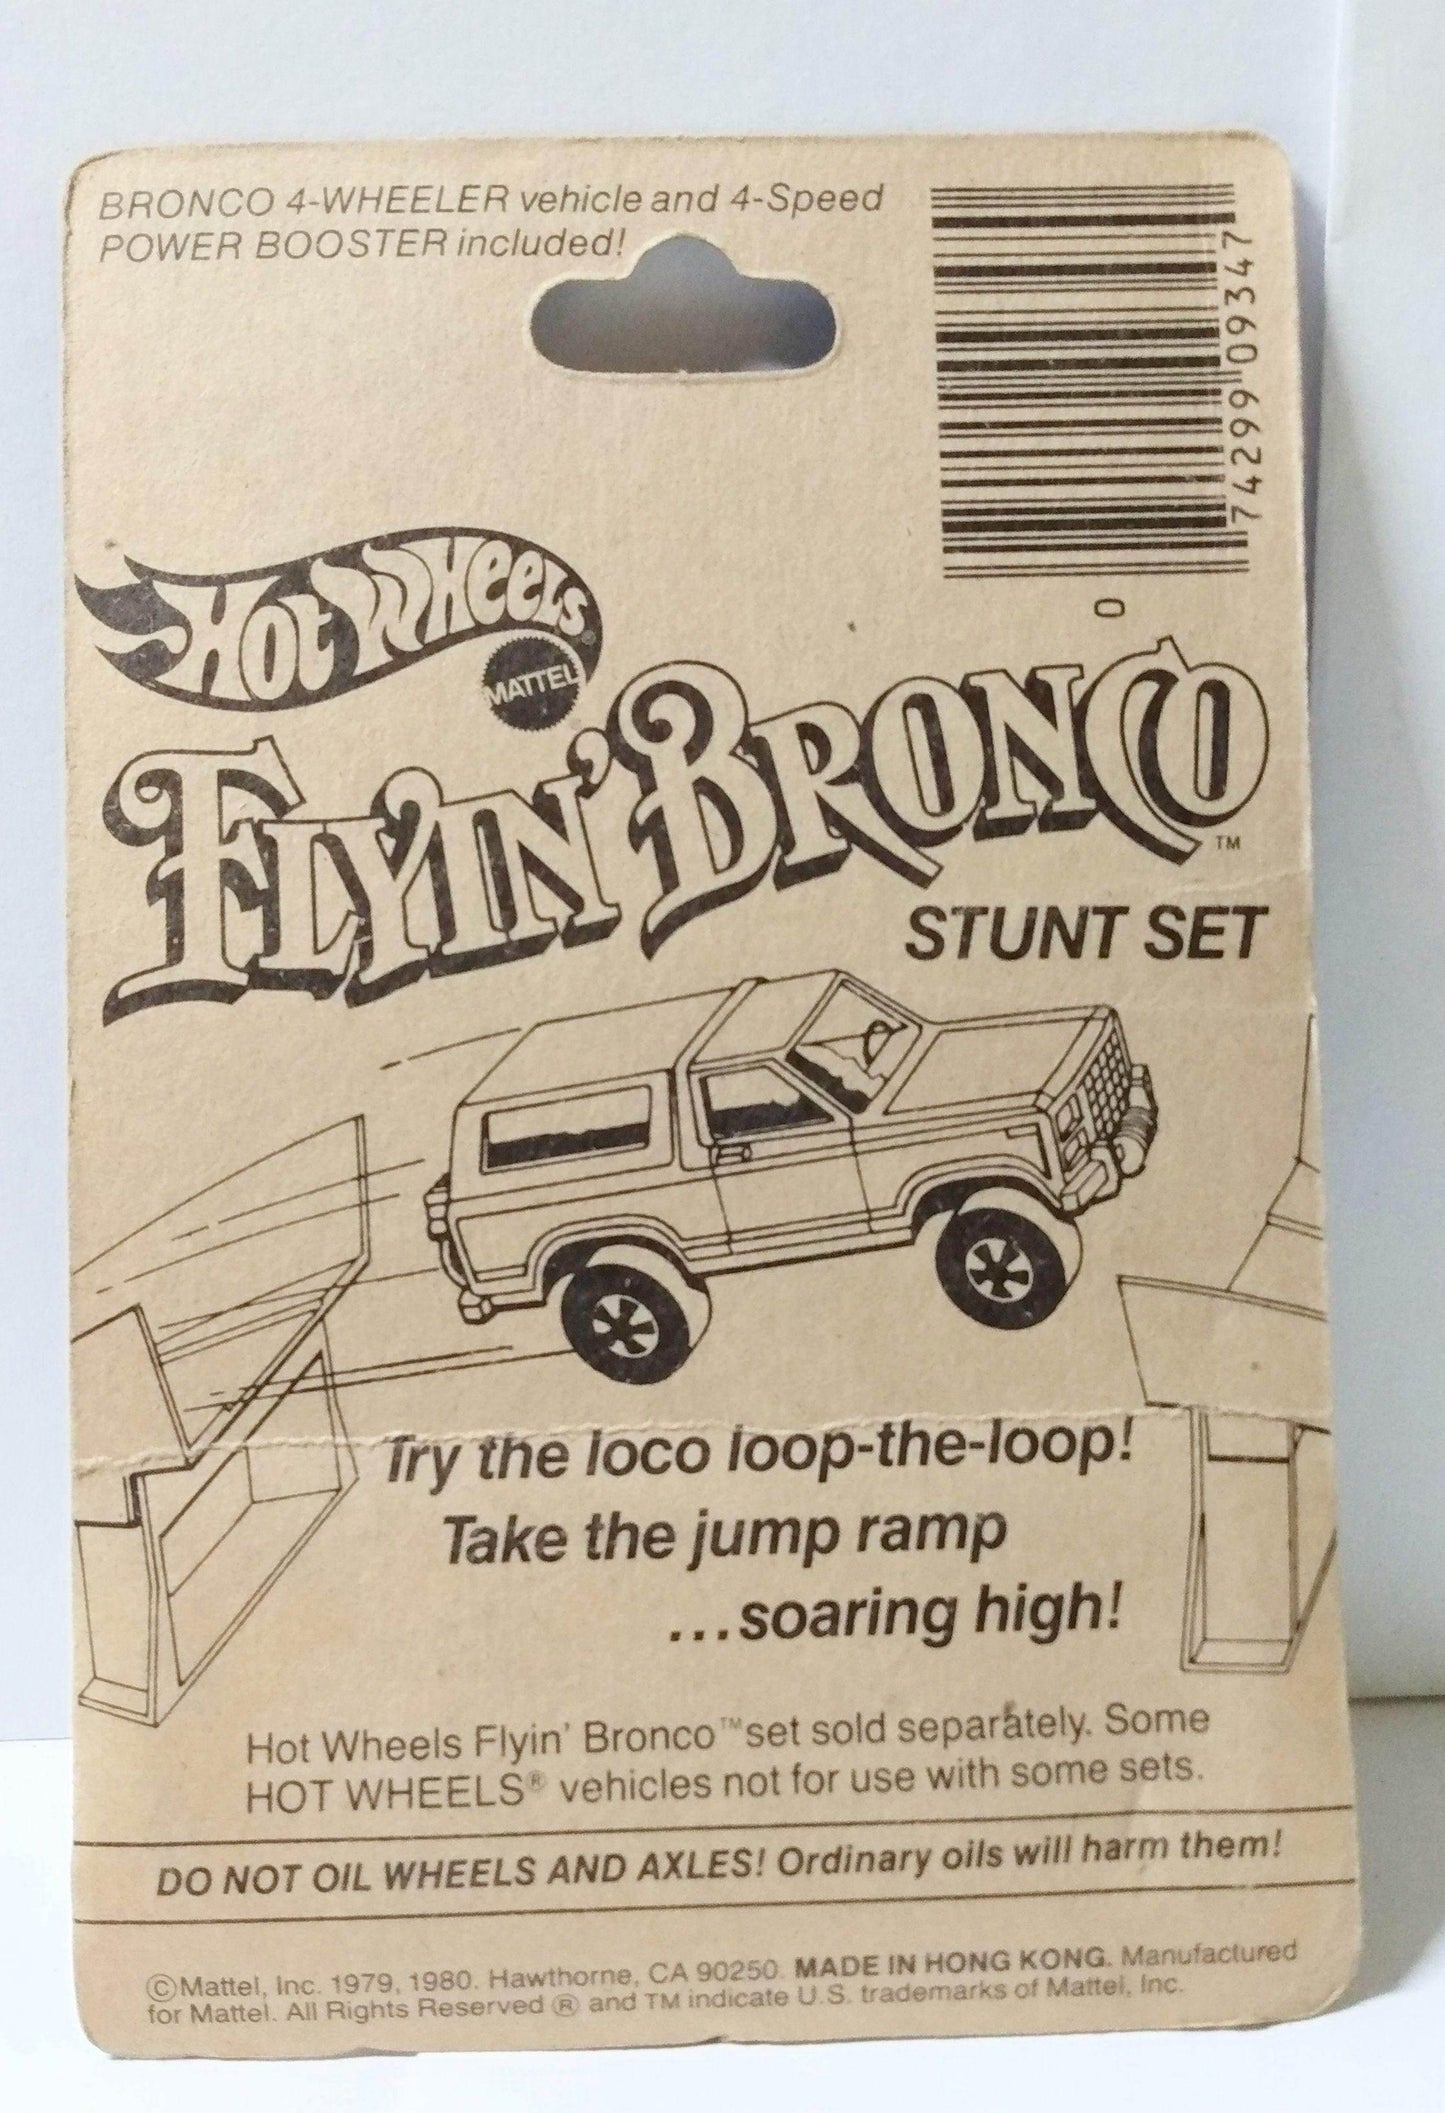 BRONCO 4-WHEELER vehicle and 4-Speed
POWER BOOSTER included!
74299 09347
0
HOT WHEELS®
MATTEL
FLYIN' BRONCO™
STUNT SET
Try the loco loop-the-loop!
Take the jump ramp
...soaring high!
Hot Wheels Flyin' Bronco™ set sold separately. Some
HOT WHEELS® vehicles not for use with some sets.
DO NOT OIL WHEELS AND AXLES! Ordinary oils will harm them!
©Mattel, Inc. 1979, 1980. Hawthorne, CA 90250. MADE IN HONG KONG. Manufactured
for Mattel. All Rights Reserved ® and TM indicate U.S. trademarks of Mattel, Inc.